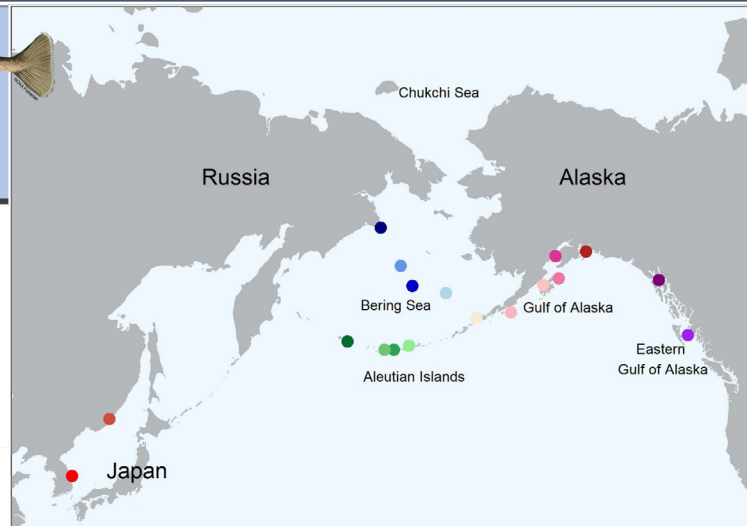 Chukchi Sea
Russia
Alaska
Bering Sea
Gulf of Alaska
Aleutian Islands
Eastern
Gulf of Alaska
Japan